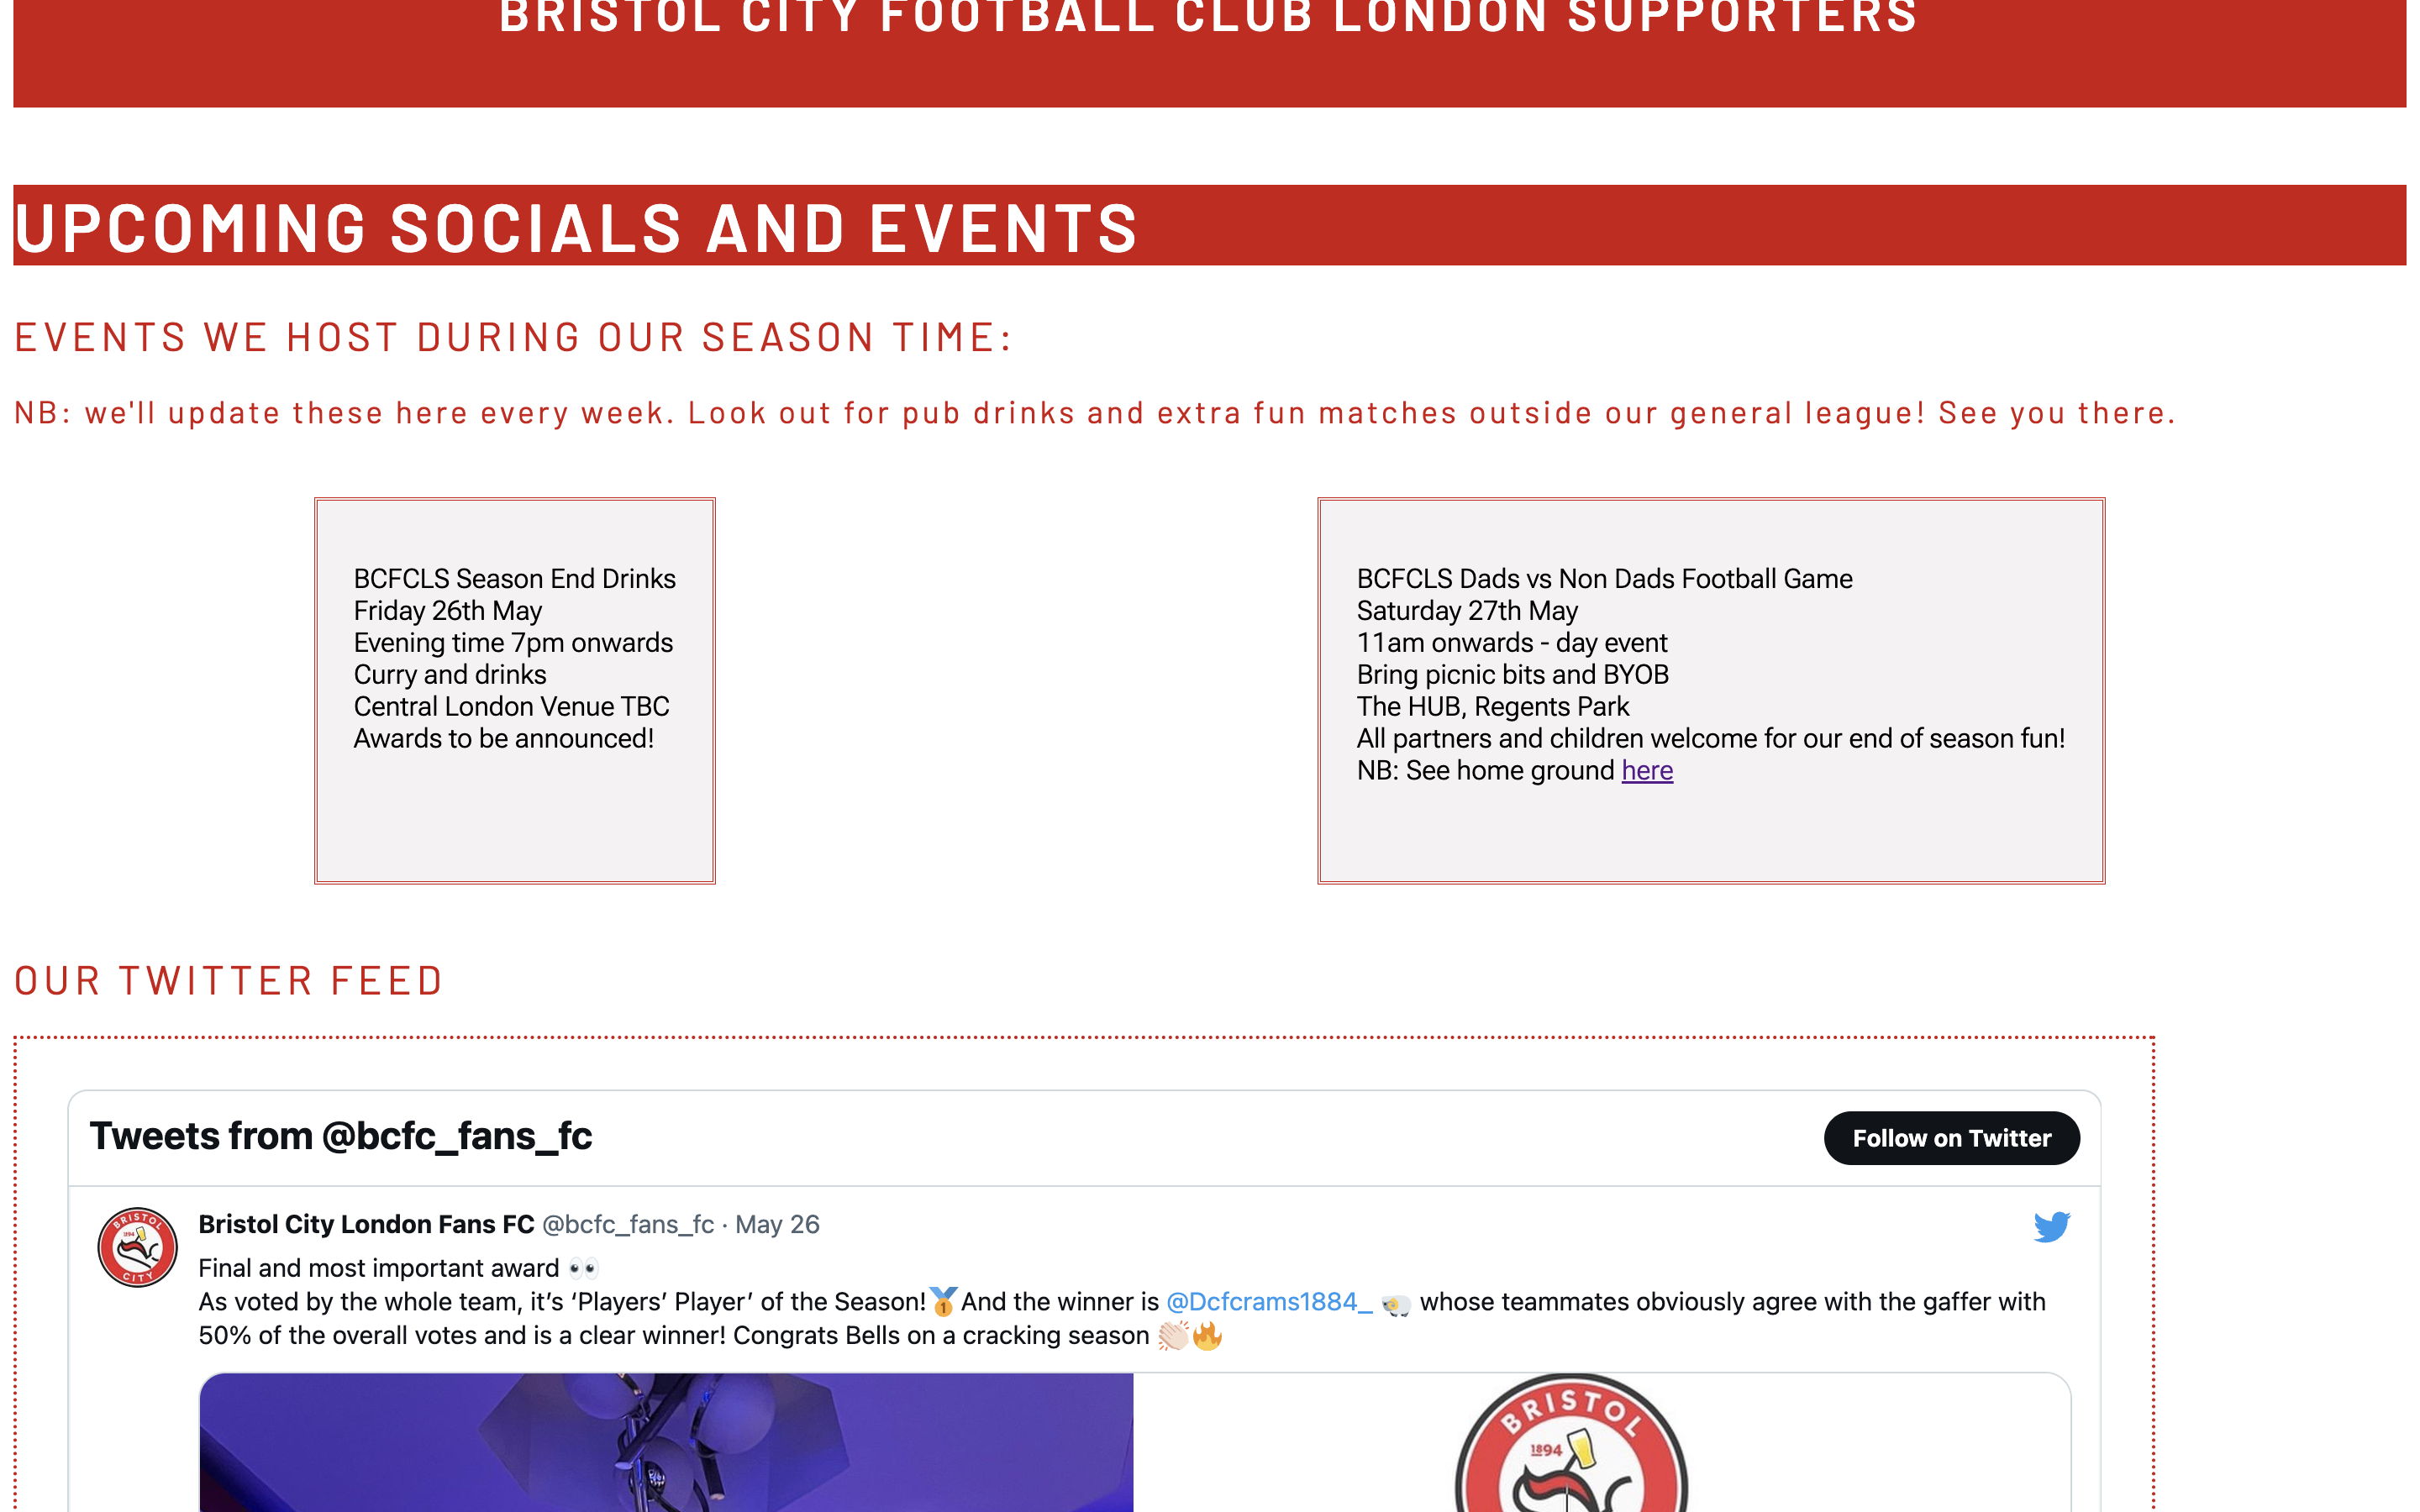 BRISTOL CITY FOOTBALL CLUB LONDON SUPPORTERS
UPCOMING SOCIALS AND EVENTS
EVENTS WE HOST DURING OUR SEASON TIME:
NB: we'll update these here every week. Look out for pub drinks and extra fun matches outside our general league! See you there.
BCFCLS Season End Drinks
Friday 26th May
Evening time 7pm onwards
Curry and drinks
Central London Venue TBC
Awards to be announced!
BCFCLS Dads vs Non Dads Football Game
Saturday 27th May
11am onwards - day event
Bring picnic bits and BYOB
The HUB, Regents Park
All partners and children welcome for our end of season fun!
NB: See home ground here
OUR TWITTER FEED
Tweets from @bcfc_fans_fc
Follow on Twitter
BRISTOL
1894
CITY
Bristol City London Fans FC @bcfc_fans_fc · May 26
Final and most important award 👀
As voted by the whole team, it’s ‘Players’ Player’ of the Season!🥇And the winner is @Dcfcrams1884_ 🐏 whose teammates obviously agree with the gaffer with
50% of the overall votes and is a clear winner! Congrats Bells on a cracking season 👏🏻🔥
BRISTOL
1894